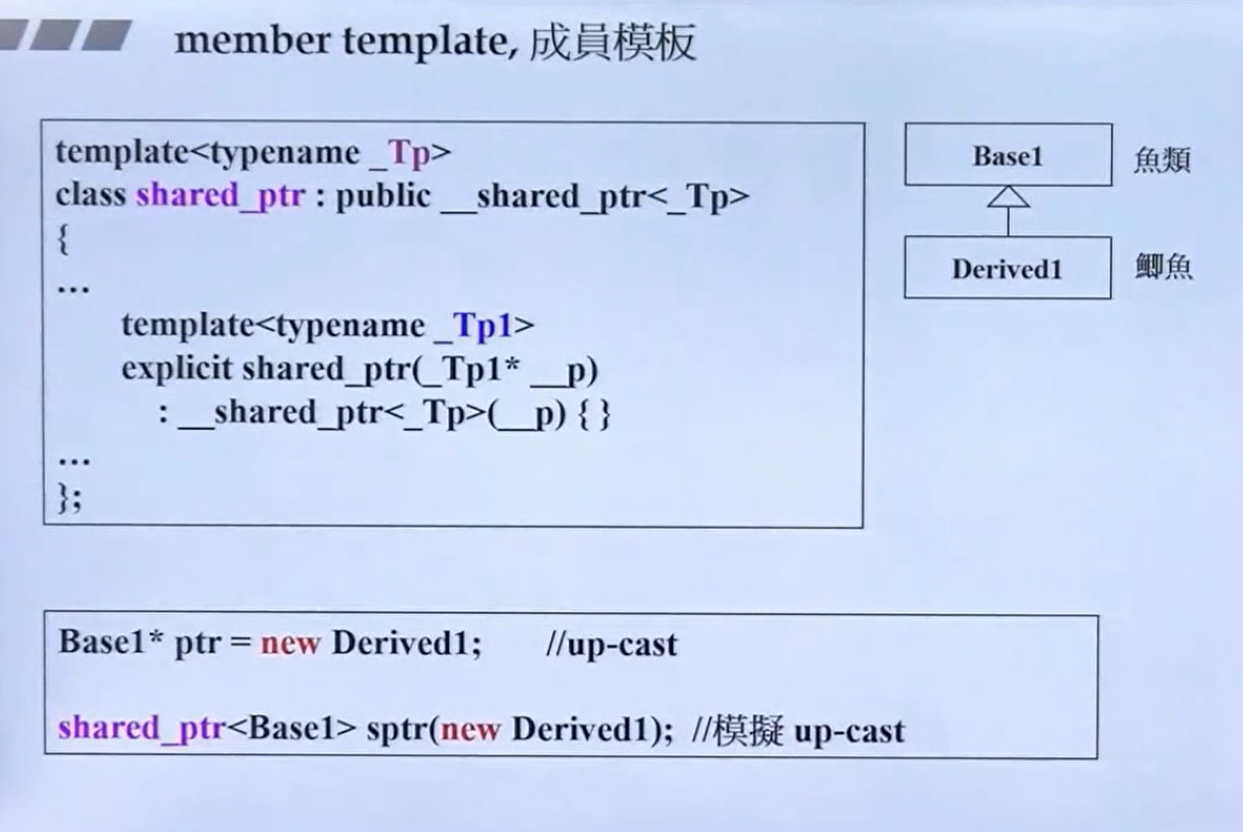 member template, 成員模板
template<typename _Tp>
class shared_ptr : public __shared_ptr<_Tp>
{
...
template<typename _Tp1>
explicit shared_ptr(_Tp1* __p)
: __shared_ptr<_Tp>(__p) { }
...
};
Base1
魚類
Derived1
鯽魚
Base1* ptr = new Derived1; //up-cast
shared_ptr<Base1> sptr(new Derived1); //模擬 up-cast